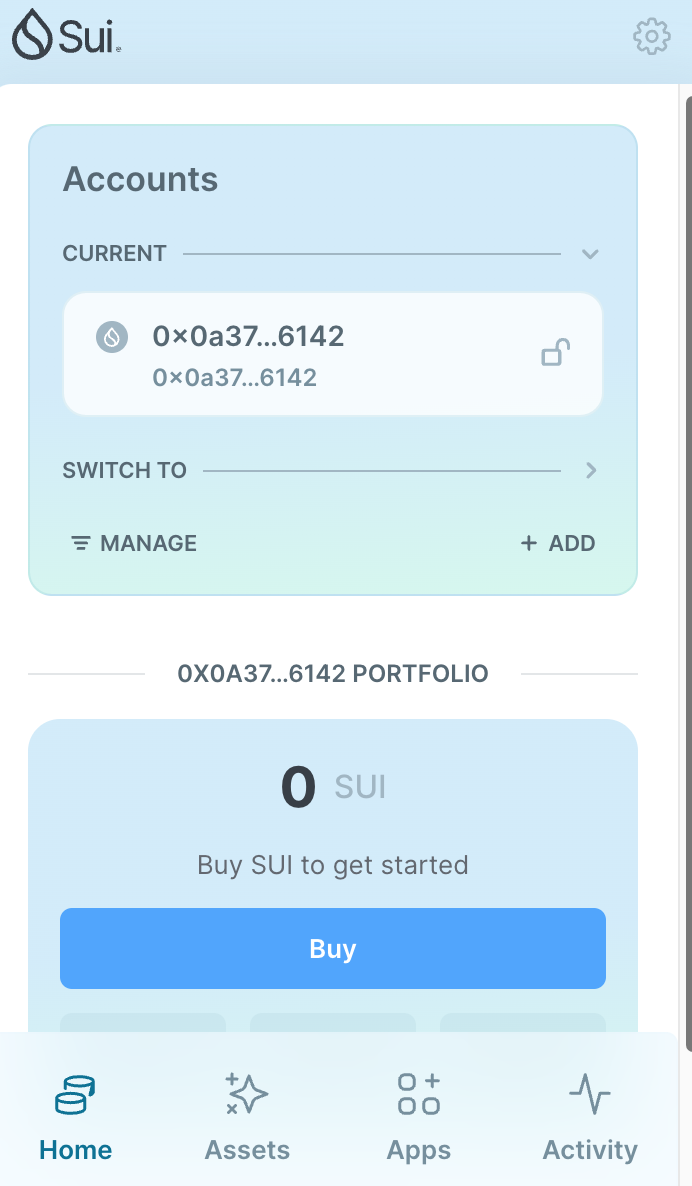 Sui
Accounts
CURRENT
0×0a37...6142
0×0a37...6142
SWITCH TO
MANAGE
+ ADD
0X0A37...6142 PORTFOLIO
0 SUI
Buy SUI to get started
Buy
Home Assets Apps Activity